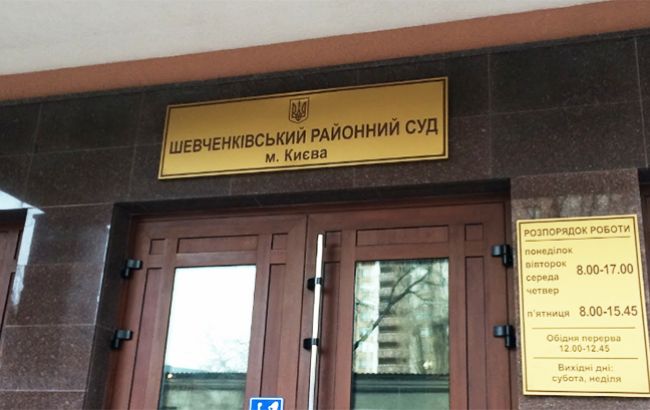 ШЕВЧЕНКІВСЬКИЙ РАЙОННИЙ СУД
м. Києва
РОЗПОРЯДОК РОБОТИ
понеділок
вівторок
середа
четвер
8.00-17.00
п'ятниця 8.00-15.45
Обідня перерва
12.00-12.45
Вихідні дні:
субота, неділя